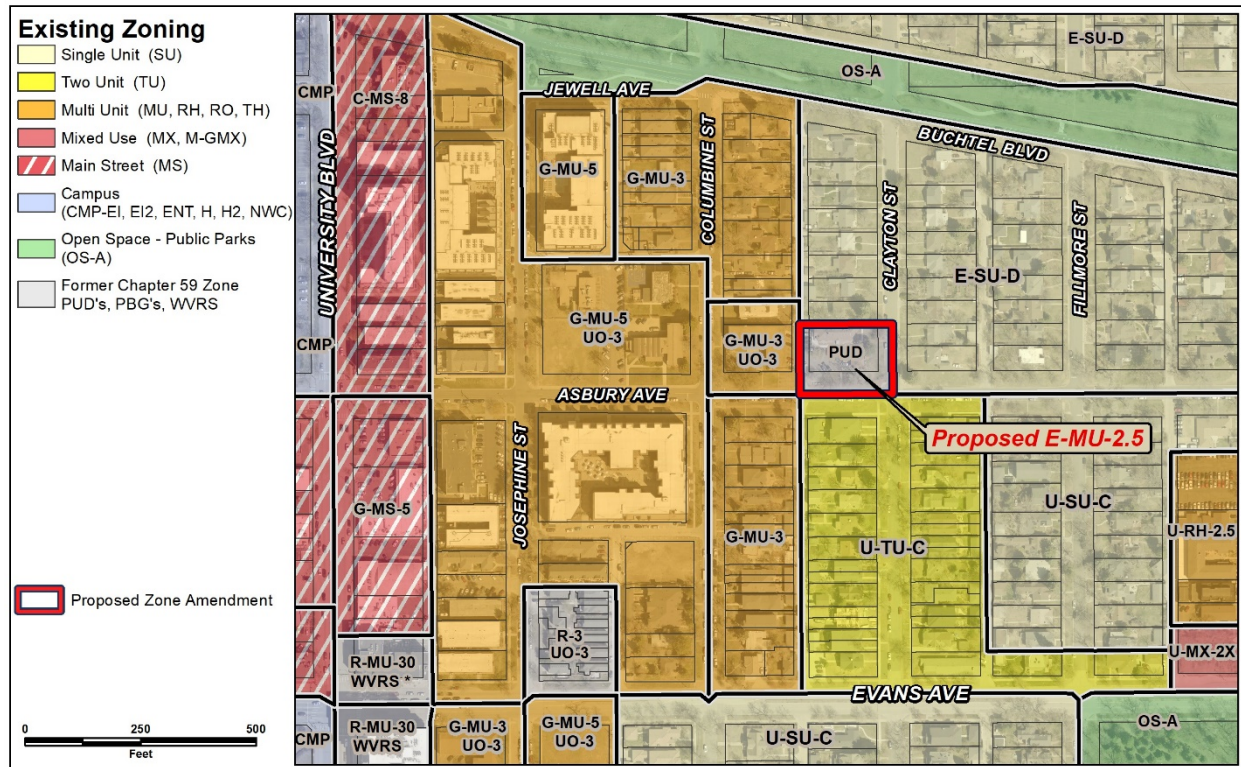 Existing Zoning
Single Unit (SU)
Two Unit (TU)
Multi Unit (MU, RH, RO, TH)
Mixed Use (MX, M-GMX)
Main Street (MS)
Campus
(CMP-EI, EI2, ENT, H, H2, NWC)
Open Space - Public Parks
(OS-A)
Former Chapter 59 Zone
PUD's, PBG's, WVRS
Proposed Zone Amendment
0 250 500
Feet
CMP
UNIVERSITY BLVD
C-MS-8
JEWELL AVE
G-MU-5
G-MU-3
COLUMBINE ST
OS-A
E-SU-D
BUCHTEL BLVD
CLAYTON ST
E-SU-D
FILLMORE ST
CMP
G-MU-5
UO-3
G-MU-3
UO-3
PUD
ASBURY AVE
Proposed E-MU-2.5
G-MS-5
JOSEPHINE ST
G-MU-3
U-TU-C
U-SU-C
U-RH-2.5
R-3
UO-3
R-MU-30
WVRS *
U-MX-2X
EVANS AVE
CMP
R-MU-30
WVRS
G-MU-3
UO-3
G-MU-5
UO-3
U-SU-C
OS-A